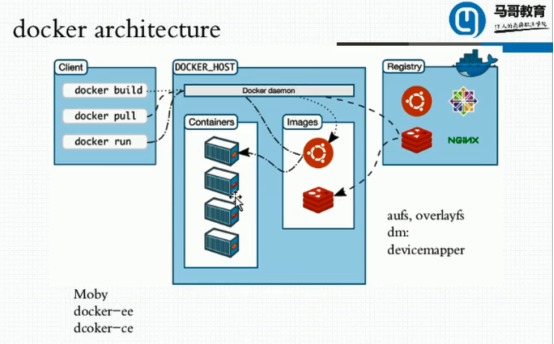 docker architecture
马哥教育
Client
docker build
docker pull
docker run
DOCKER_HOST
Docker daemon
Containers
Images
Registry
NGINX
aufs, overlayfs
dm:
devicemapper
Moby
docker-ee
dcoker-ce